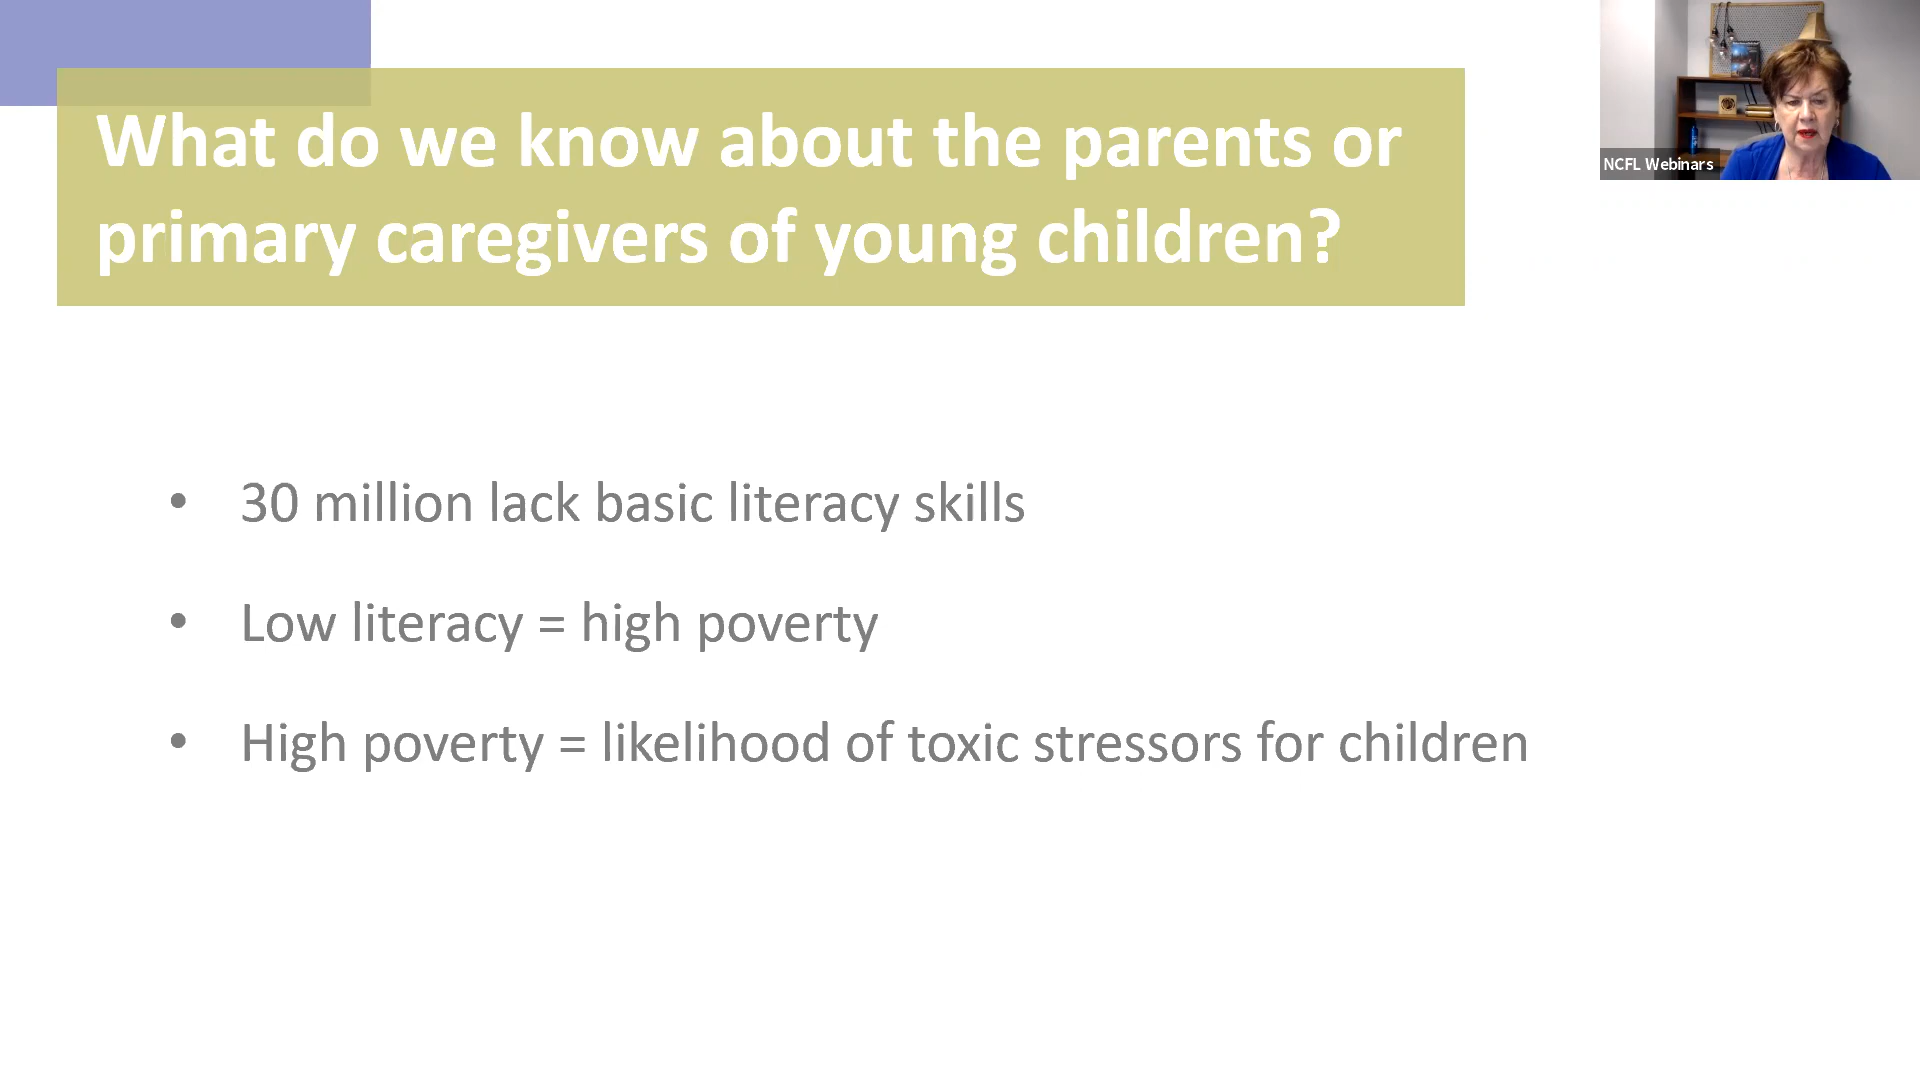 What do we know about the parents or
primary caregivers of young children?
NCFL Webinars
• 30 million lack basic literacy skills
• Low literacy = high poverty
• High poverty = likelihood of toxic stressors for children